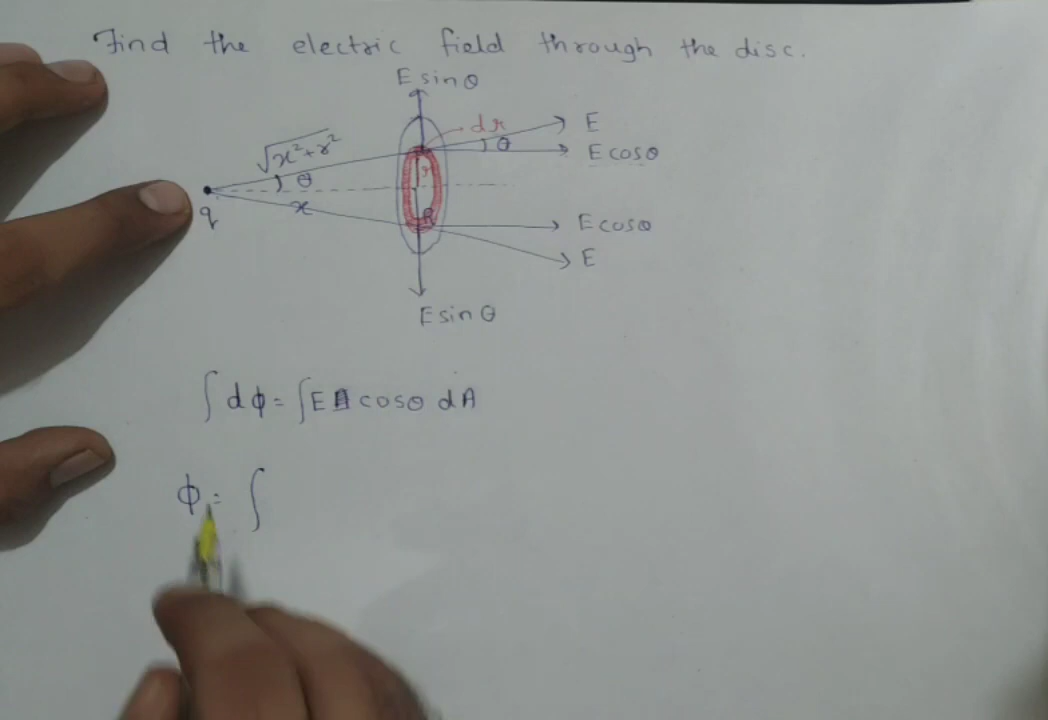 Find the electric field through the disc.
E sinθ
dr
E
θ
E cosθ
√x²+r²
θ
r
q
x
R
E cosθ
E
E sinθ
∫dϕ = ∫E cosθ dA
ϕ = ∫